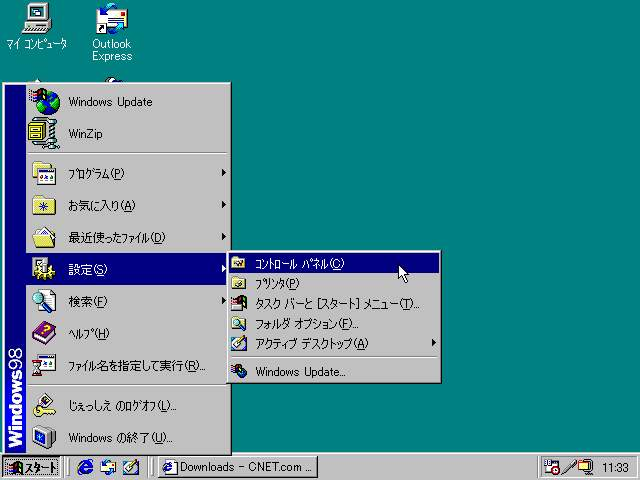 マイ コンピュータ
Outlook
Express
Windows Update
WinZip
プログラム(P)
お気に入り(A)
最近使ったファイル(D)
設定(S)
検索(F)
ヘルプ(H)
ファイル名を指定して実行(R)...
じぇっしえ のログオフ(L)...
Windows の終了(U)...
Windows98
コントロール パネル(C)
プリンタ(P)
タスク バーと [スタート] メニュー(T)...
フォルダ オプション(F)...
アクティブ デスクトップ(A)
Windows Update...
スタート
Downloads - CNET.com ...
11:33